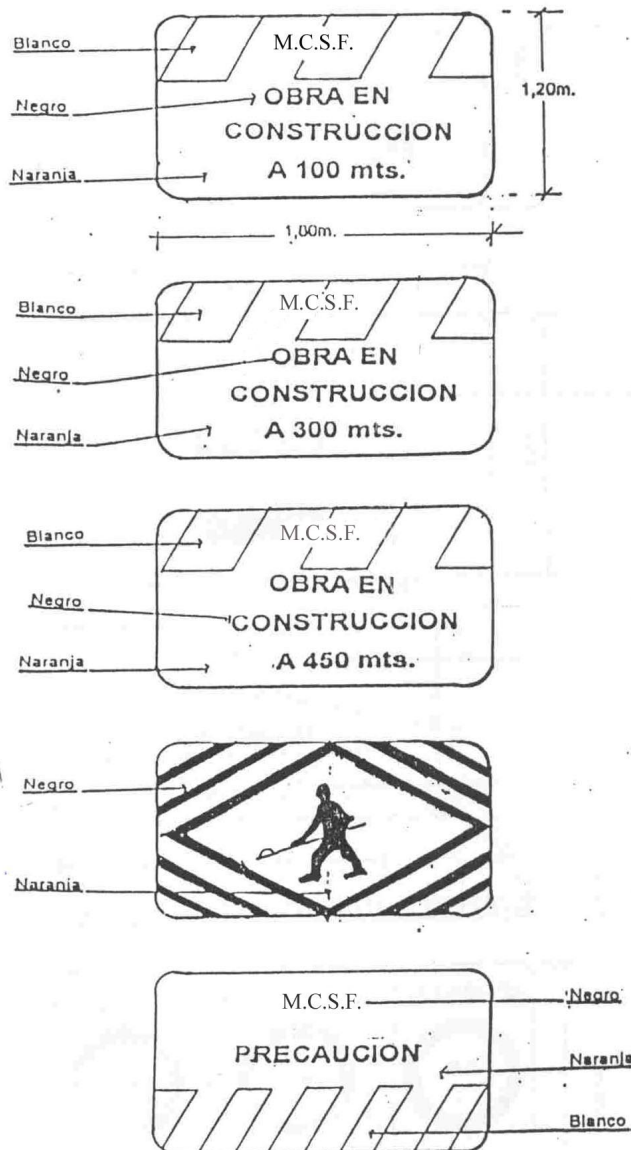 Blanco
M.C.S.F.
Negro
OBRA EN
CONSTRUCCION
A 100 mts.
Naranja
1,20m.
1,00m.
Blanco
M.C.S.F.
Negro
OBRA EN
CONSTRUCCION
A 300 mts.
Naranja
Blanco
M.C.S.F.
Negro
OBRA EN
CONSTRUCCION
A 450 mts.
Naranja
Negro
Naranja
M.C.S.F.
Negro
PRECAUCION
Naranja
Blanco